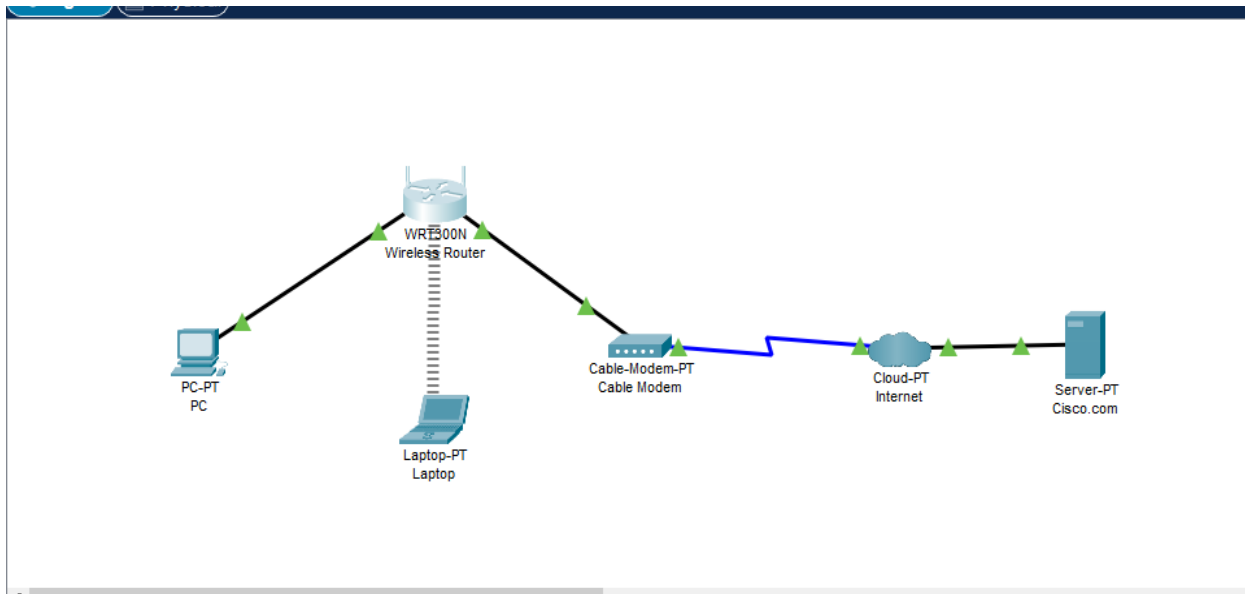 WRT300N
Wireless Router
PC-PT
PC
Laptop-PT
Laptop
Cable-Modem-PT
Cable Modem
Cloud-PT
Internet
Server-PT
Cisco.com